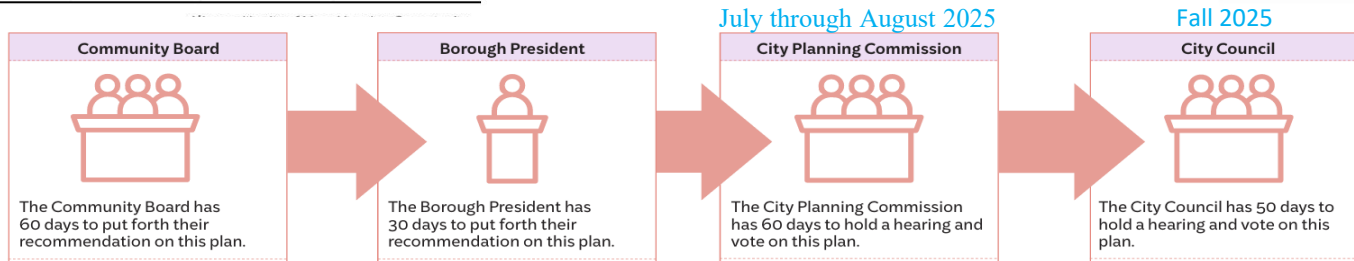 July through August 2025
Fall 2025
Community Board
Borough President
City Planning Commission
City Council
The Community Board has
60 days to put forth their
recommendation on this plan.
The Borough President has
30 days to put forth their
recommendation on this plan.
The City Planning Commission
has 60 days to hold a hearing and
vote on this plan.
The City Council has 50 days to
hold a hearing and vote on this
plan.